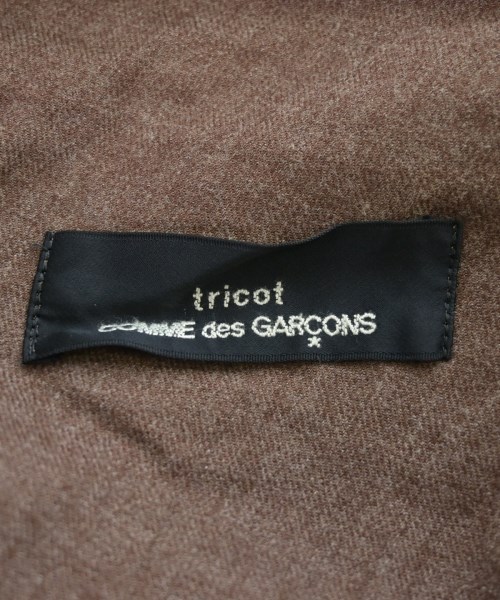 tricot
COMME des GARÇONS
*